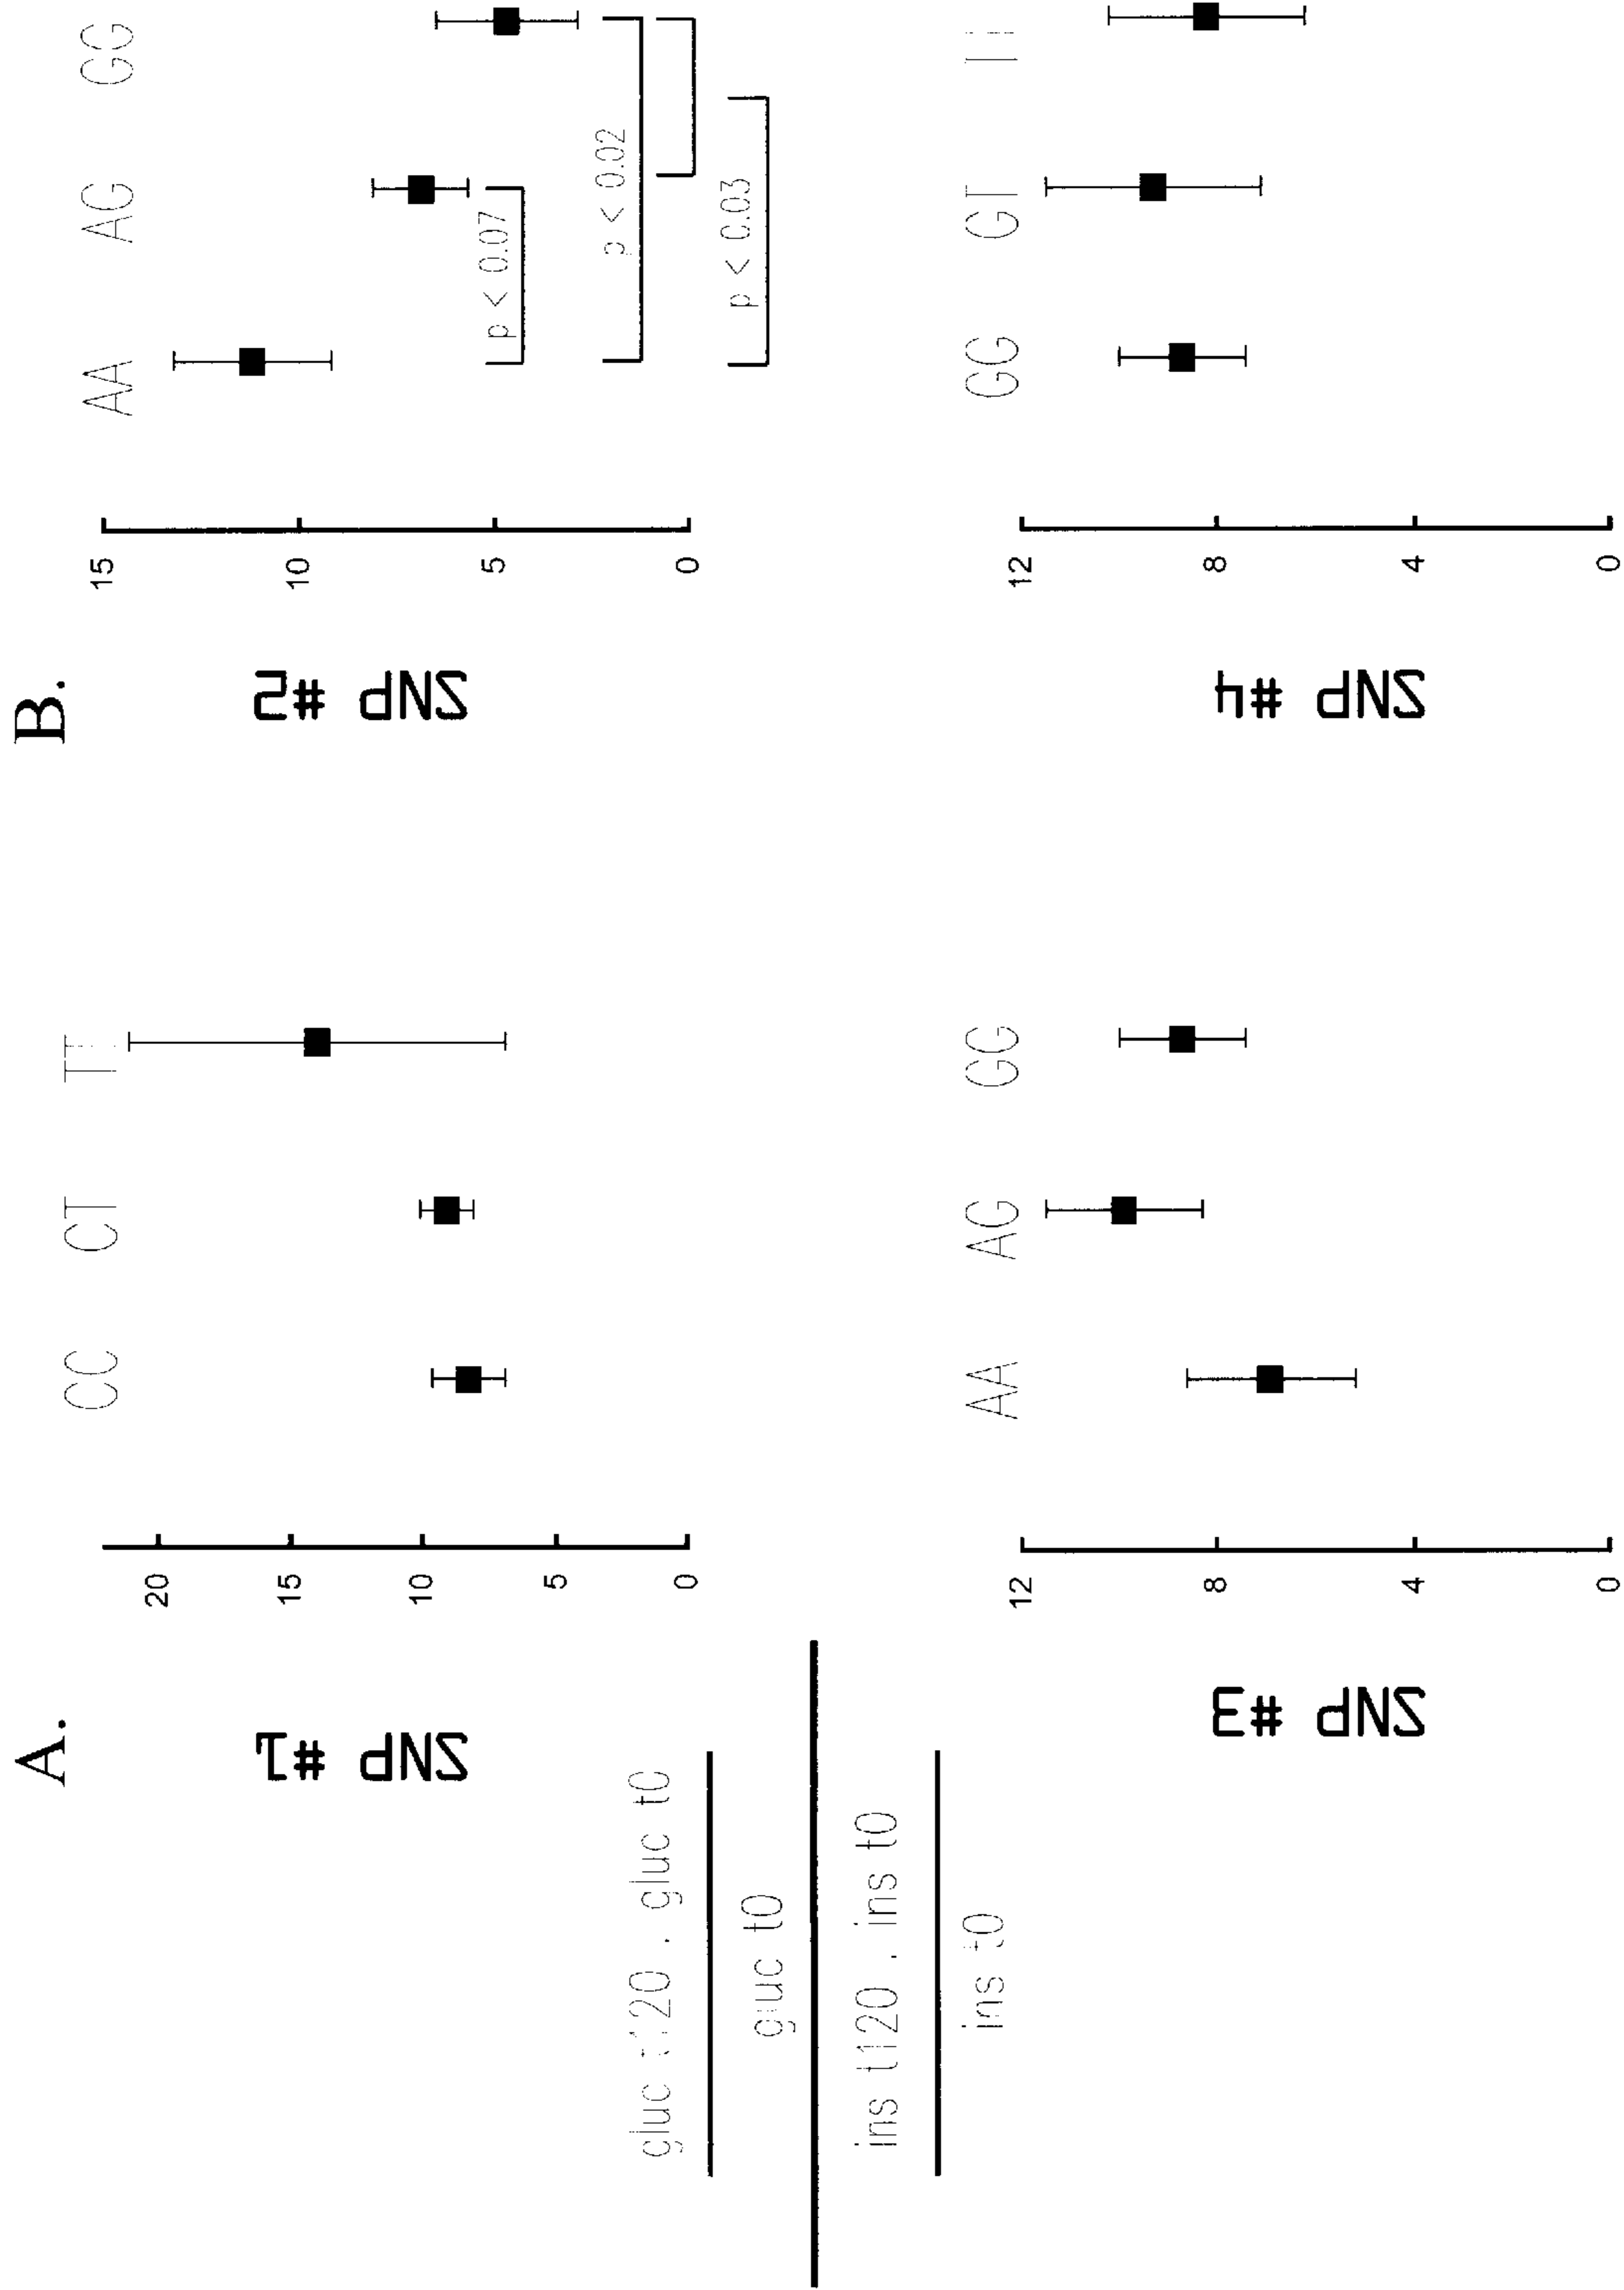 A.
SNP #1
CC CT TT
20
15
10
5
0
B.
SNP #2
AA AG GG
15
10
5
0
p < 0.07
p < 0.02
p < 0.03
gluc t120 - gluc t0
gluc t0
ins t120 - ins t0
ins t0
SNP #3
AA AG GG
12
8
4
0
SNP #4
GG GT TT
12
8
4
0